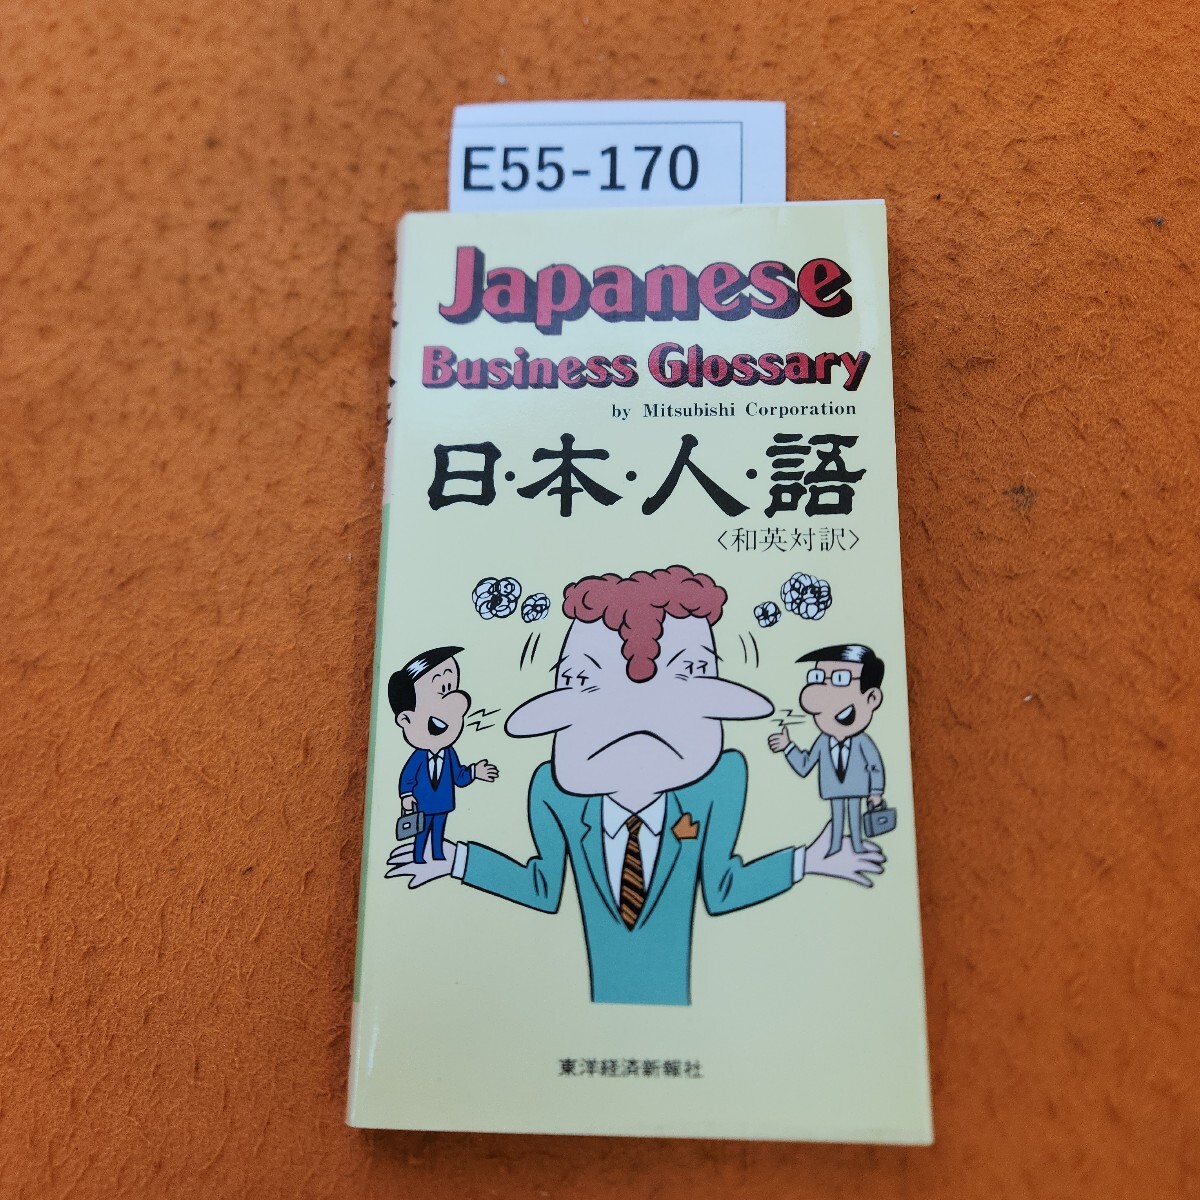 E55-170
Japanese
Business Glossary
by Mitsubishi Corporation
日・本・人・語
〈和英対訳〉
東洋経済新報社